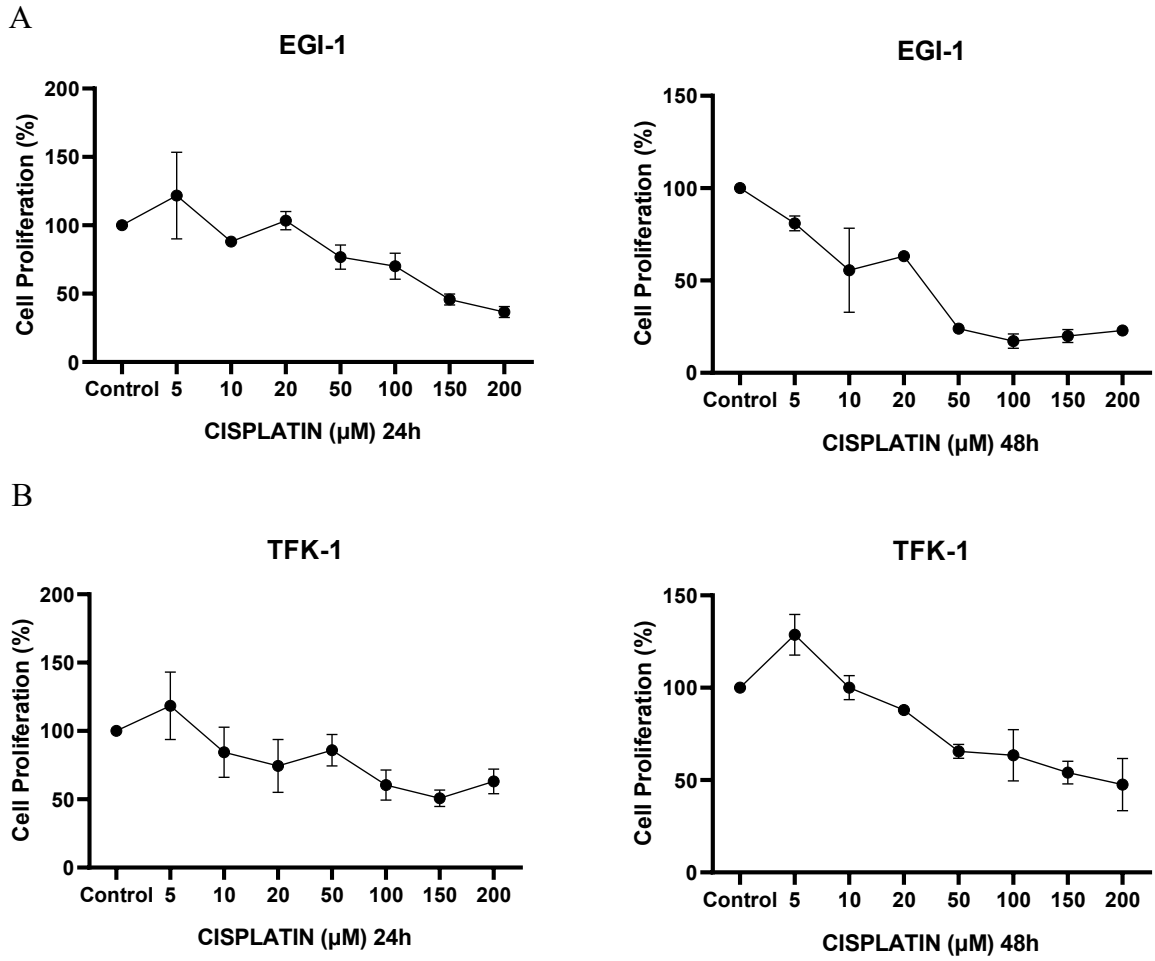 A
EGI-1
Cell Proliferation (%)
200
150
100
50
0
Control 5 10 20 50 100 150 200
CISPLATIN (µM) 24h
EGI-1
Cell Proliferation (%)
150
100
50
0
Control 5 10 20 50 100 150 200
CISPLATIN (µM) 48h
B
TFK-1
Cell Proliferation (%)
200
150
100
50
0
Control 5 10 20 50 100 150 200
CISPLATIN (µM) 24h
TFK-1
Cell Proliferation (%)
150
100
50
0
Control 5 10 20 50 100 150 200
CISPLATIN (µM) 48h